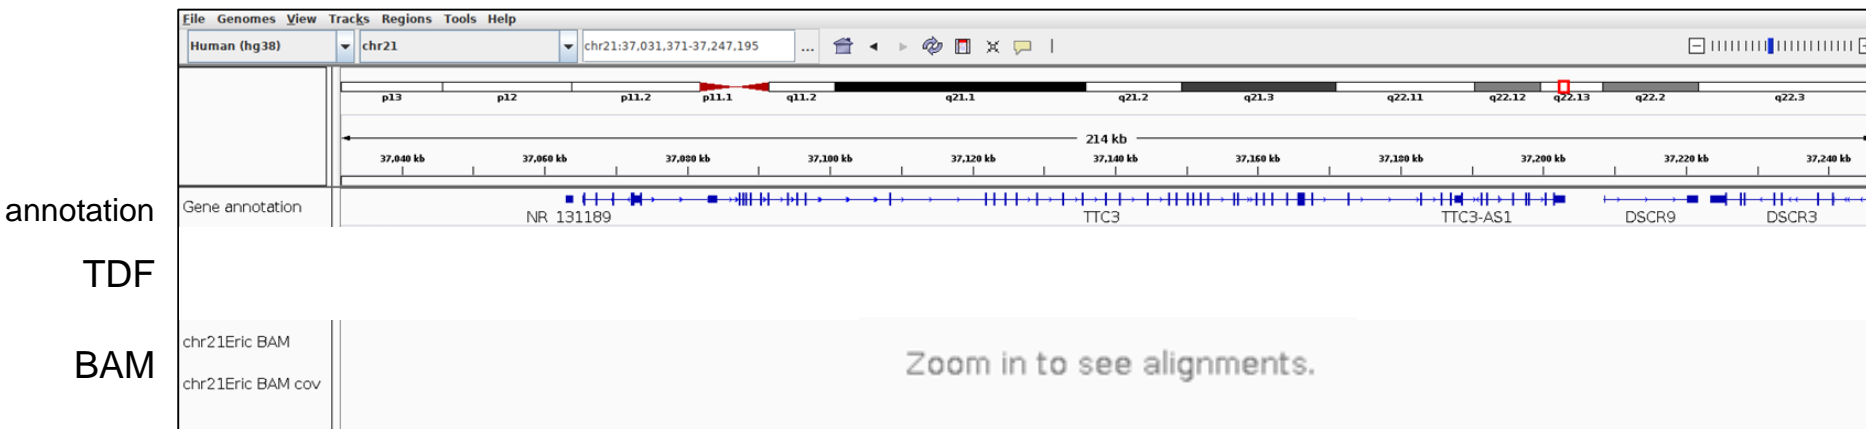 File Genomes View Tracks Regions Tools Help
Human (hg38) chr21 chr21:37,031,371-37,247,195 ...
p13 p12 p11.2 p11.1 q11.2 q21.1 q21.2 q21.3 q22.11 q22.12 q22.13 q22.2 q22.3
214 kb
37,040 kb 37,060 kb 37,080 kb 37,100 kb 37,120 kb 37,140 kb 37,160 kb 37,180 kb 37,200 kb 37,220 kb 37,240 kb
annotation
Gene annotation
NR_131189 TTC3 TTC3-AS1 DSCR9 DSCR3
TDF
BAM
chr21Eric BAM
Zoom in to see alignments.
chr21Eric BAM cov